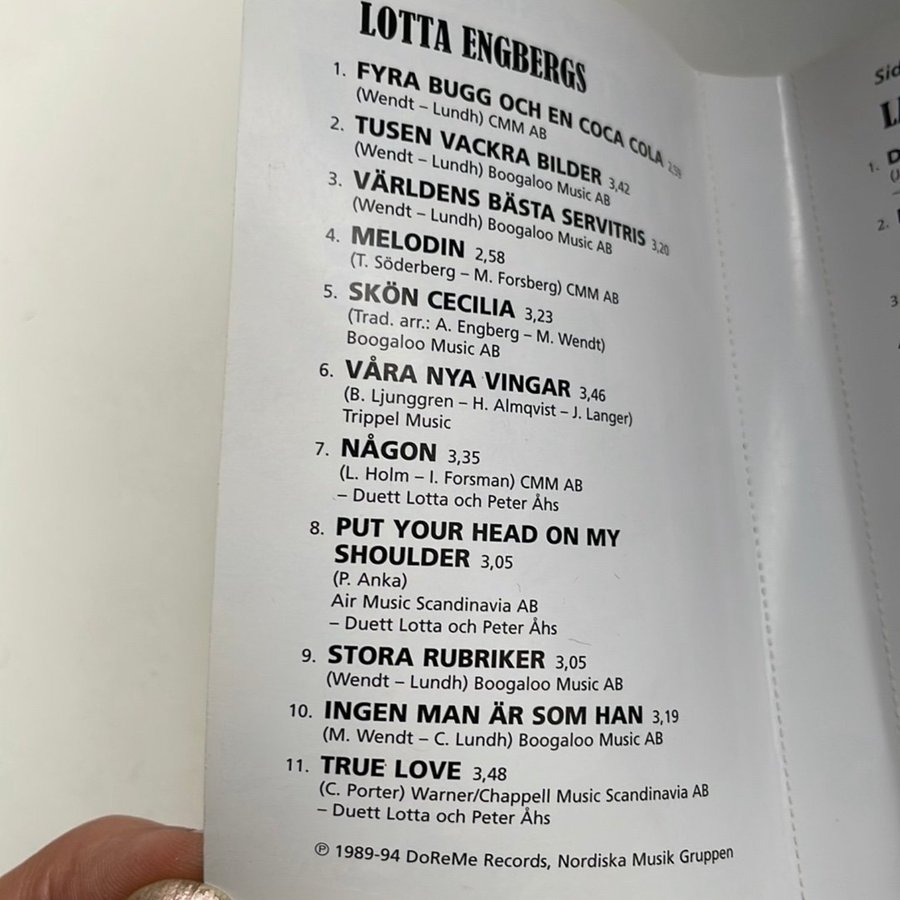 LOTTA ENGBERGS
1. FYRA BUGG OCH EN COCA COLA 2,59
(Wendt – Lundh) CMM AB
2. TUSEN VACKRA BILDER 3,42
(Wendt – Lundh) Boogaloo Music AB
3. VÄRLDENS BÄSTA SERVITRIS 3,20
(Wendt – Lundh) Boogaloo Music AB
4. MELODIN 2,58
(T. Söderberg – M. Forsberg) CMM AB
5. SKÖN CECILIA 3,23
(Trad. arr.: A. Engberg – M. Wendt)
Boogaloo Music AB
6. VÅRA NYA VINGAR 3,46
(B. Ljunggren – H. Almqvist – J. Langer)
Trippel Music
7. NÅGON 3,35
(L. Holm – I. Forsman) CMM AB
– Duett Lotta och Peter Åhs
8. PUT YOUR HEAD ON MY
SHOULDER 3,05
(P. Anka)
Air Music Scandinavia AB
– Duett Lotta och Peter Åhs
9. STORA RUBRIKER 3,05
(Wendt – Lundh) Boogaloo Music AB
10. INGEN MAN ÄR SOM HAN 3,19
(M. Wendt – C. Lundh) Boogaloo Music AB
11. TRUE LOVE 3,48
(C. Porter) Warner/Chappell Music Scandinavia AB
– Duett Lotta och Peter Åhs
℗ 1989-94 DoReMe Records, Nordiska Musik Gruppen
Sid
1.
2.
3